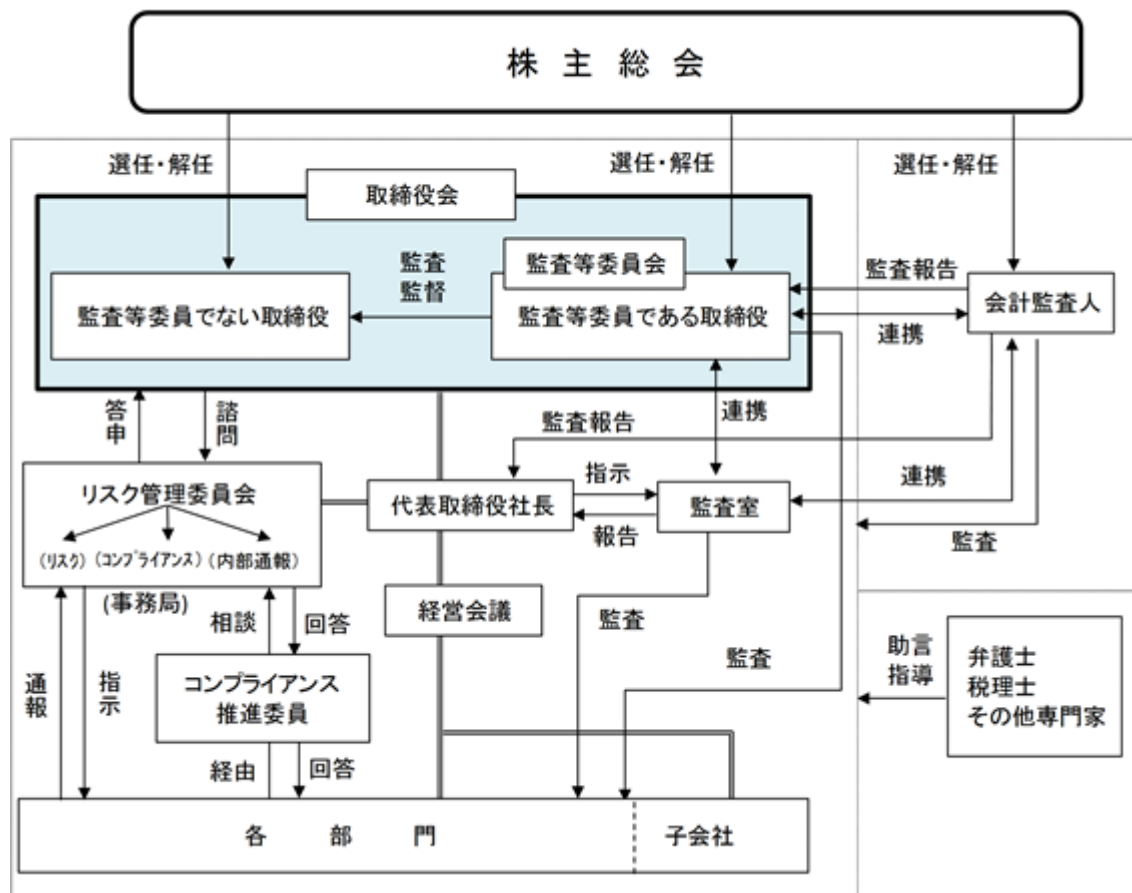 株主総会
選任・解任
選任・解任
選任・解任
取締役会
監査等委員会
監査
監督
監査等委員でない取締役
監査等委員である取締役
監査報告
会計監査人
連携
答申
諮問
連携
監査報告
リスク管理委員会
(リスク)
(コンプライアンス)
(内部通報)
代表取締役社長
指示
報告
監査室
連携
監査
(事務局)
相談
回答
経営会議
監査
監査
通報
指示
コンプライアンス
推進委員
経由
回答
助言
指導
弁護士
税理士
その他専門家
各部門
子会社